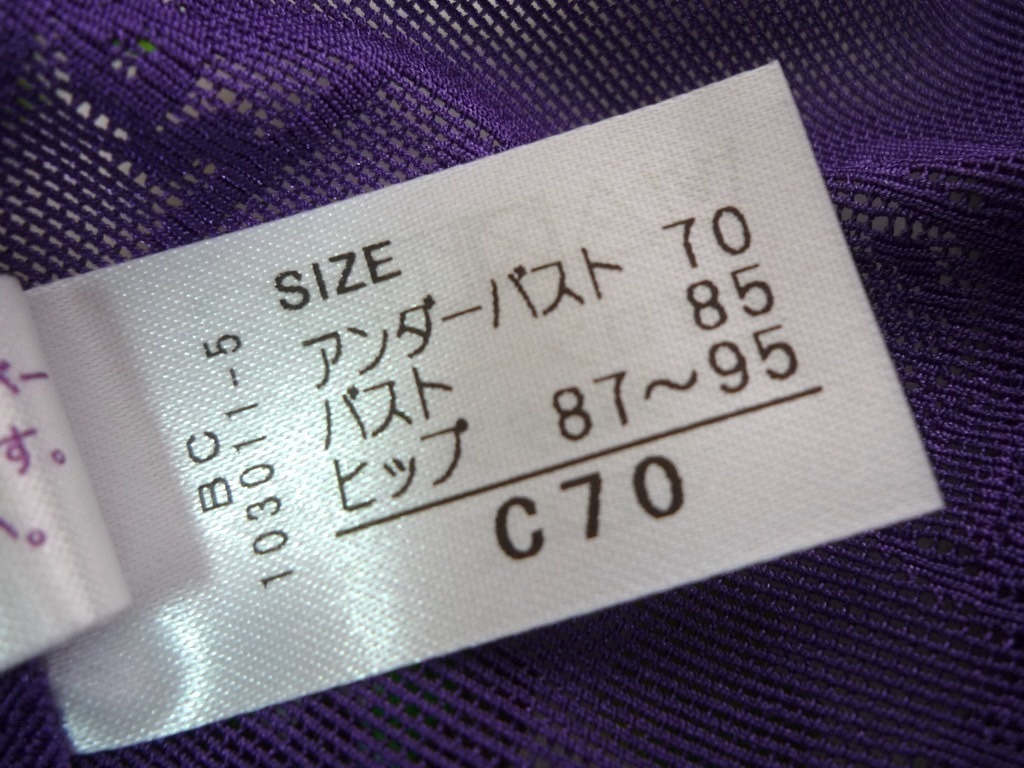 SIZE
アンダーバスト 70
バスト 85
ヒップ 87～95
C70
BC
103011-5
す。